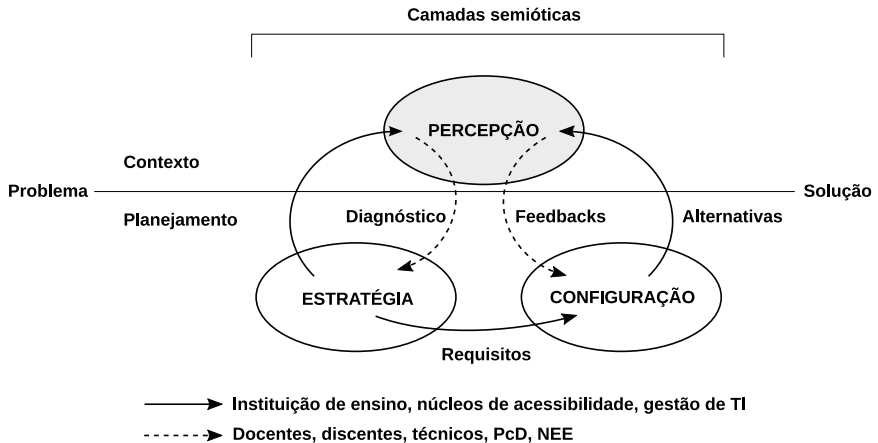 Camadas semióticas
PERCEPÇÃO
Contexto
Problema
Solução
Planejamento
Diagnóstico
Feedbacks
Alternativas
ESTRATÉGIA
CONFIGURAÇÃO
Requisitos
Instituição de ensino, núcleos de acessibilidade, gestão de TI
Docentes, discentes, técnicos, PcD, NEE